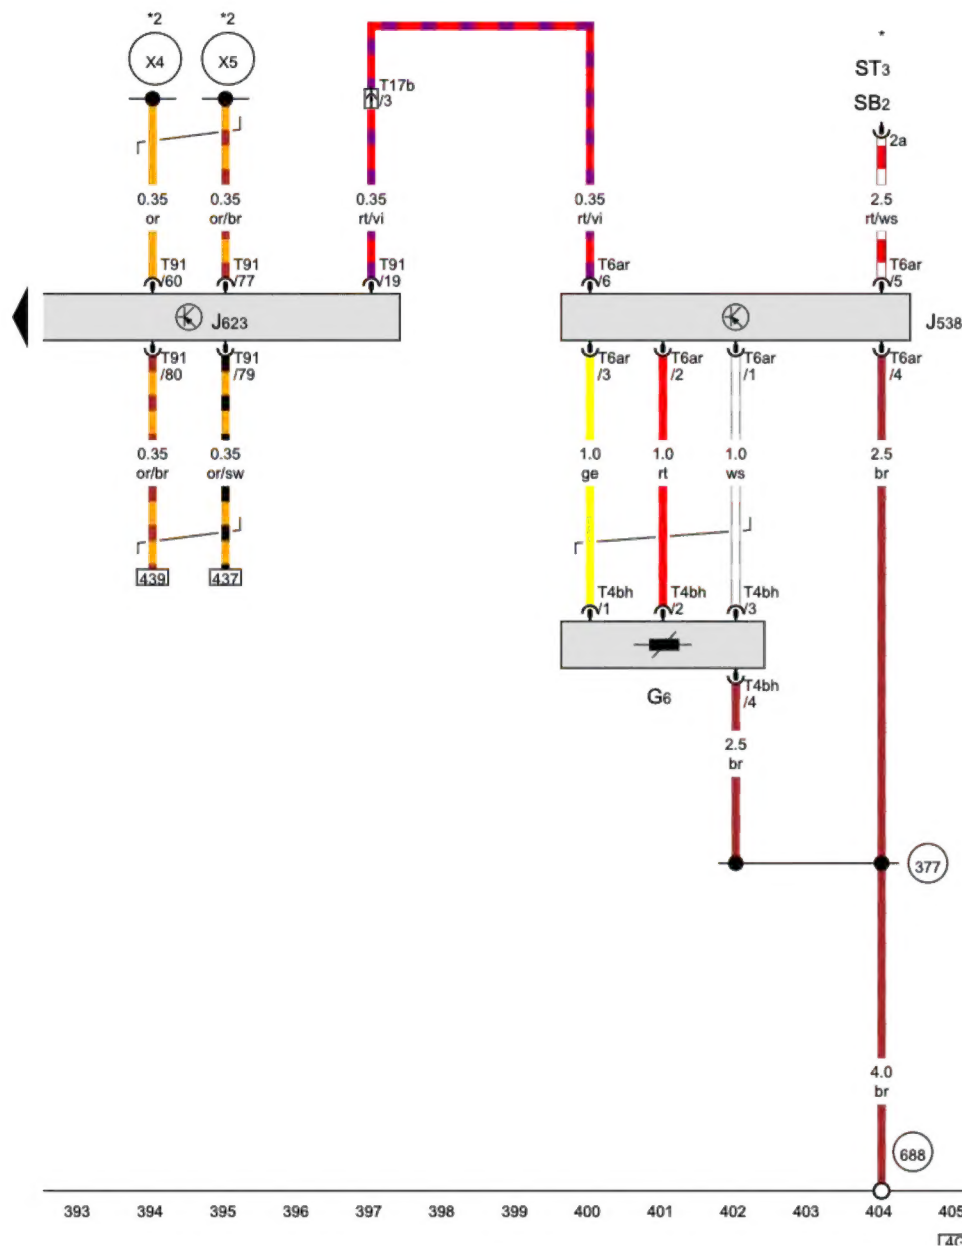 *2 *2 *
X4 X5
ST3
SB2
T17b
/3
2a
0.35 0.35 0.35 0.35 2.5
or or/br rt/vi rt/vi rt/ws
T91 T91 T91 T6ar T6ar
/60 /77 /19 /6 /5
J623 J538
T91 T91 T6ar T6ar T6ar T6ar
/80 /79 /3 /2 /1 /4
0.35 0.35 1.0 1.0 1.0 2.5
or/br or/sw ge rt ws br
439 437
T4bh T4bh T4bh
/1 /2 /3
G6
T4bh
/4
2.5
br
377
4.0
br
688
393 394 395 396 397 398 399 400 401 402 403 404 405